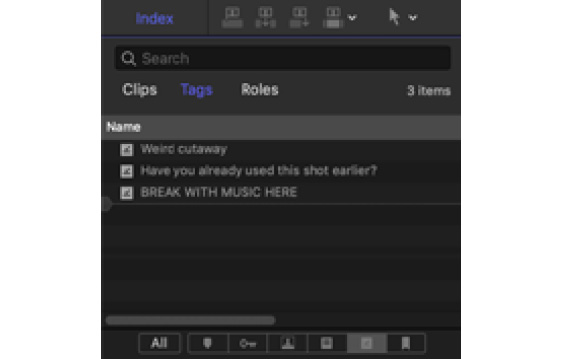 Index
Search
Clips Tags Roles 3 items
Name
Weird cutaway
Have you already used this shot earlier?
BREAK WITH MUSIC HERE
All